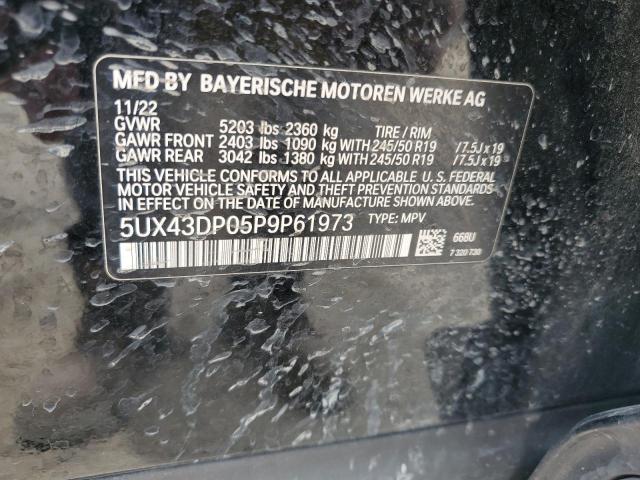 MFD BY BAYERISCHE MOTOREN WERKE AG
11/22
GVWR 5203 lbs 2360 kg TIRE / RIM
GAWR FRONT 2403 lbs 1090 kg WITH 245/50 R19 /7.5J x 19
GAWR REAR 3042 lbs 1380 kg WITH 245/50 R19 /7.5J x 19
THIS VEHICLE CONFORMS TO ALL APPLICABLE U. S. FEDERAL
MOTOR VEHICLE SAFETY AND THEFT PREVENTION STANDARDS
IN EFFECT ON THE DATE OF MANUFACTURE SHOWN ABOVE.
5UX43DP05P9P61973 TYPE: MPV
668U
7 320 730